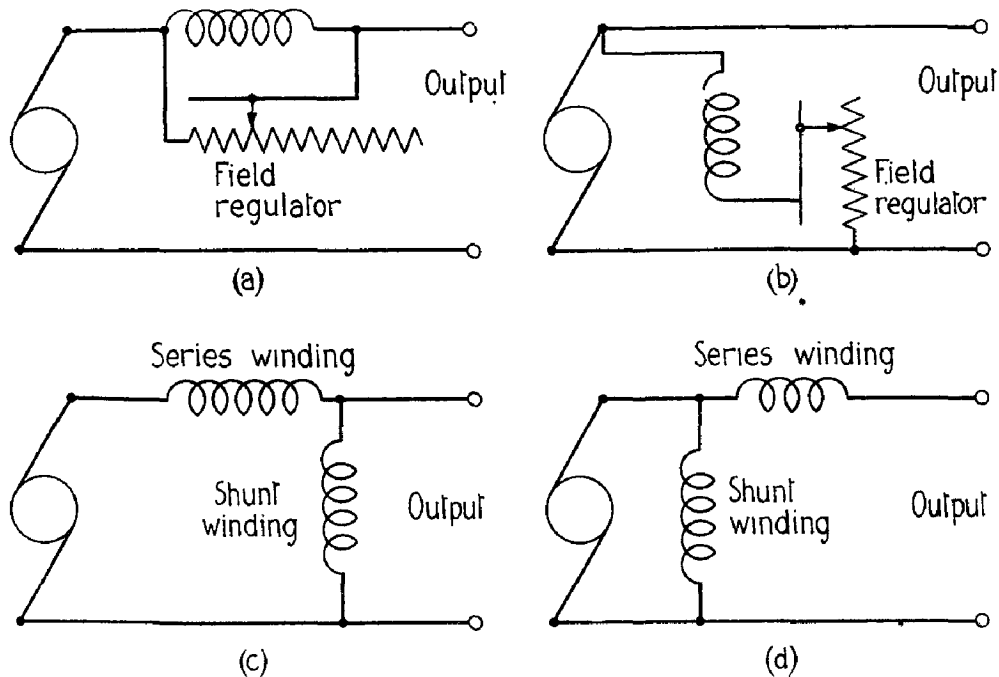 Output
Field
regulator
(a)
Output
Field
regulator
(b)
Series winding
Shunt
winding
Output
(c)
Series winding
Shunt
winding
Output
(d)